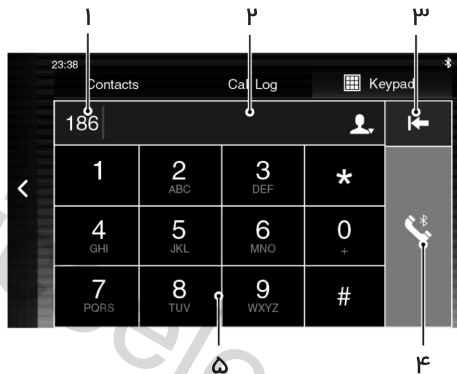 ۱ ۲ ۳
23:38
Contacts Call Log Keypad
186
1 2 3 *
ABC DEF
4 5 6 0
GHI JKL MNO +
7 8 9 #
PQRS TUV WXYZ
۵ ۴